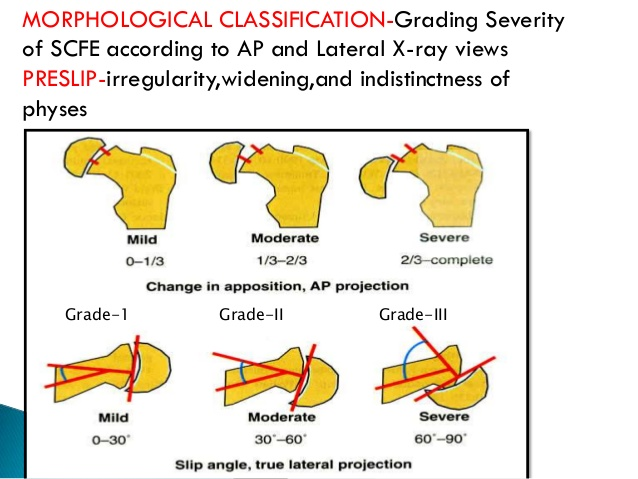 MORPHOLOGICAL CLASSIFICATION-Grading Severity
of SCFE according to AP and Lateral X-ray views
PRESLIP-irregularity,widening,and indistinctness of
physes
Mild Moderate Severe
0–1/3 1/3–2/3 2/3–complete
Change in apposition, AP projection
Grade-1 Grade-II Grade-III
Mild Moderate Severe
0–30° 30°–60° 60°–90°
Slip angle, true lateral projection